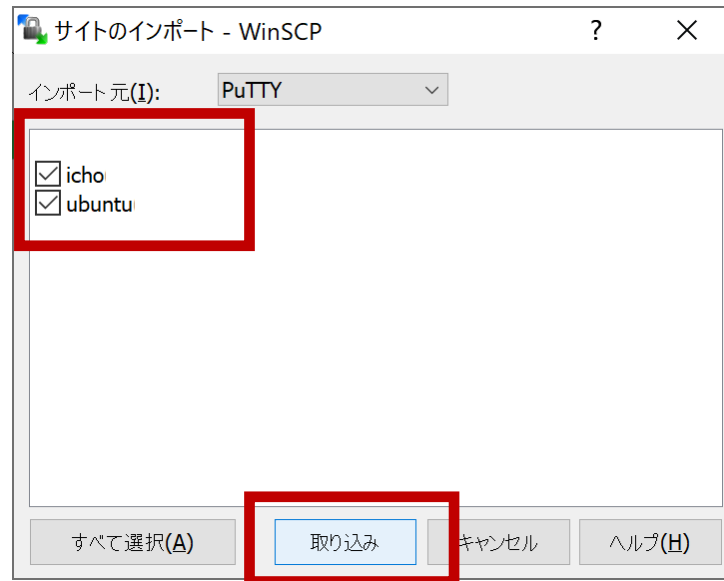 サイトのインポート - WinSCP
インポート元(I): PuTTY
icho
ubuntu
すべて選択(A) 取り込み キャンセル ヘルプ(H)